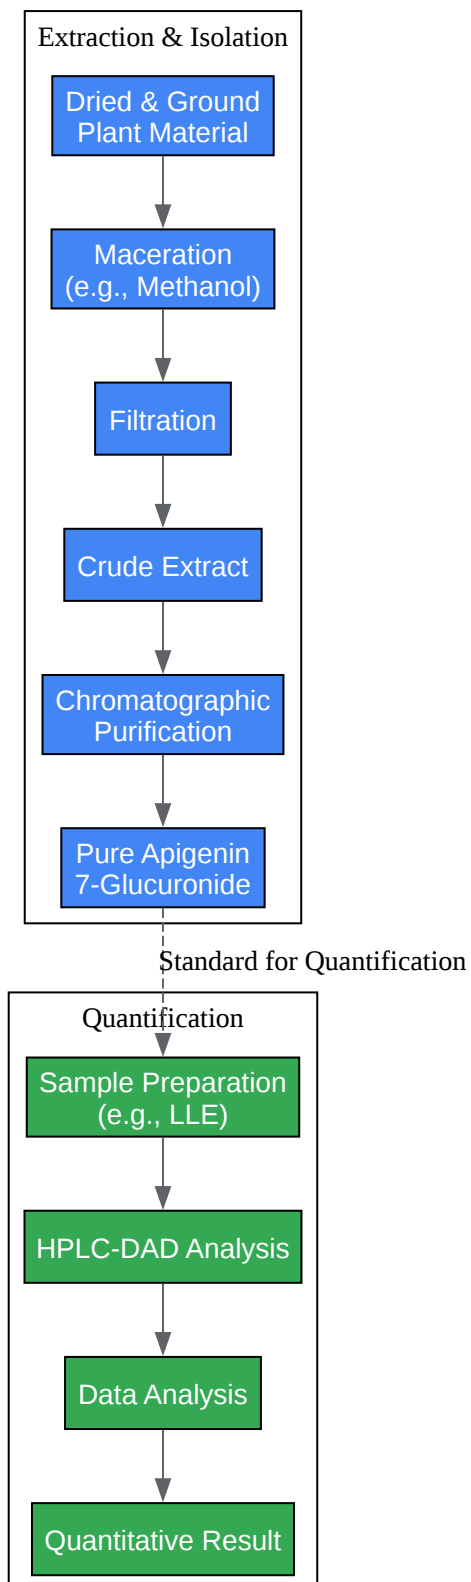 Extraction & Isolation
Dried & Ground
Plant Material
Maceration
(e.g., Methanol)
Filtration
Crude Extract
Chromatographic
Purification
Pure Apigenin
7-Glucuronide
Standard for Quantification
Quantification
Sample Preparation
(e.g., LLE)
HPLC-DAD Analysis
Data Analysis
Quantitative Result